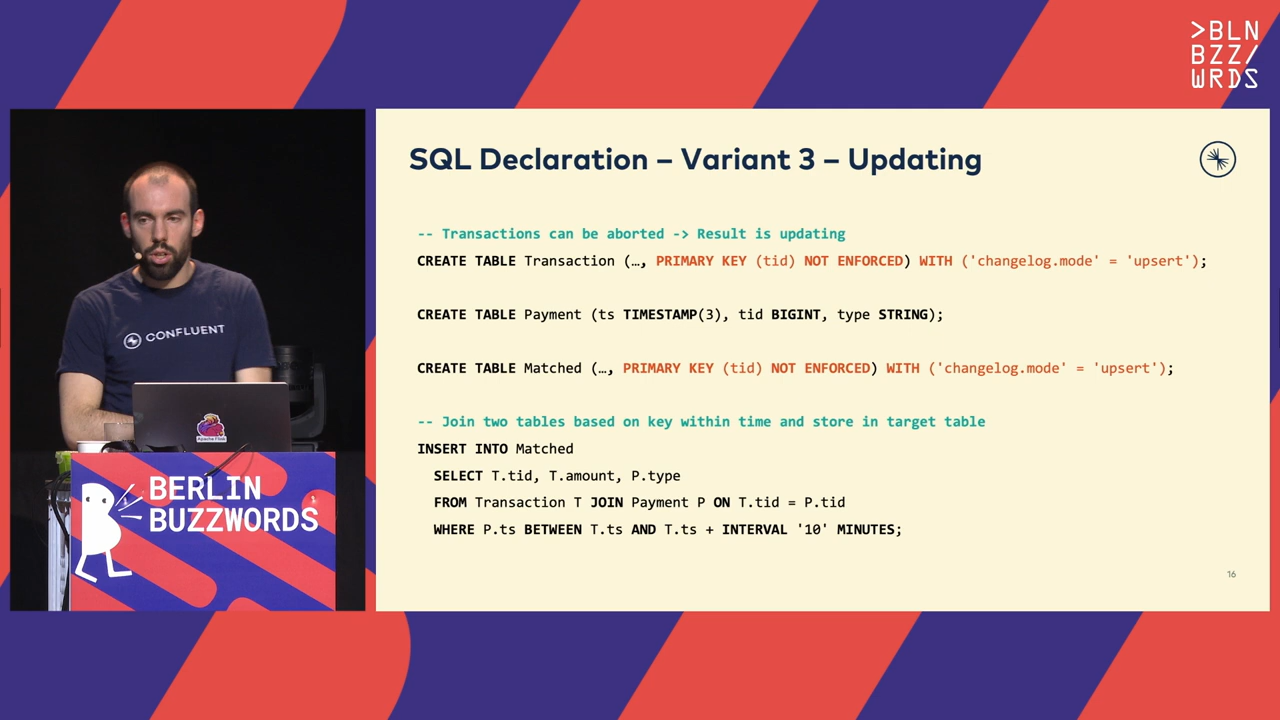 >BLN
BZZ/
WRDS
SQL Declaration – Variant 3 – Updating
-- Transactions can be aborted -> Result is updating
CREATE TABLE Transaction (…, PRIMARY KEY (tid) NOT ENFORCED) WITH ('changelog.mode' = 'upsert');
CREATE TABLE Payment (ts TIMESTAMP(3), tid BIGINT, type STRING);
CREATE TABLE Matched (…, PRIMARY KEY (tid) NOT ENFORCED) WITH ('changelog.mode' = 'upsert');
-- Join two tables based on key within time and store in target table
INSERT INTO Matched
SELECT T.tid, T.amount, P.type
FROM Transaction T JOIN Payment P ON T.tid = P.tid
WHERE P.ts BETWEEN T.ts AND T.ts + INTERVAL '10' MINUTES;
16
CONFLUENT
Apache Flink
BERLIN
BUZZWORDS